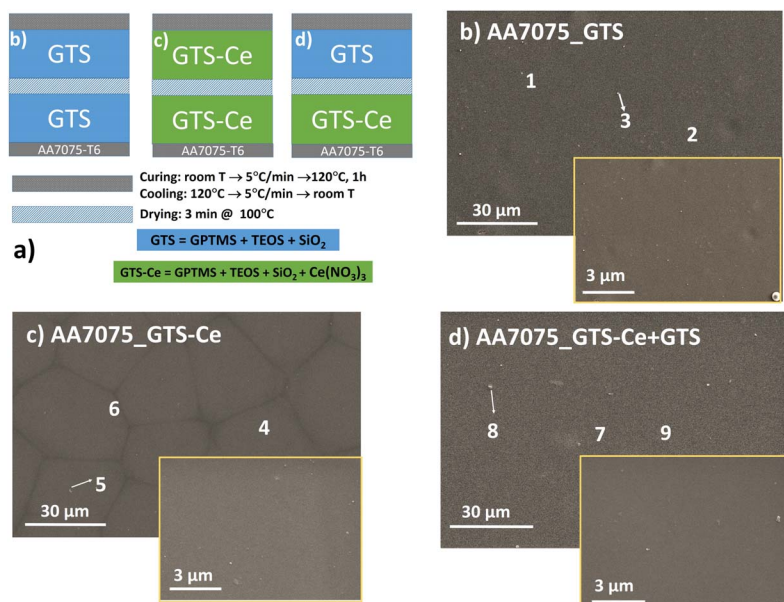 b)
GTS
GTS
AA7075-T6
c)
GTS-Ce
GTS-Ce
AA7075-T6
d)
GTS
GTS-Ce
AA7075-T6
Curing: room T → 5°C/min →120°C, 1h
Cooling: 120°C → 5°C/min → room T
Drying: 3 min @ 100°C
a)
GTS = GPTMS + TEOS + SiO₂
GTS-Ce = GPTMS + TEOS + SiO₂ + Ce(NO₃)₃
b) AA7075_GTS
1
3
2
30 µm
3 µm
c) AA7075_GTS-Ce
6
4
5
30 µm
3 µm
d) AA7075_GTS-Ce+GTS
8
7
9
30 µm
3 µm